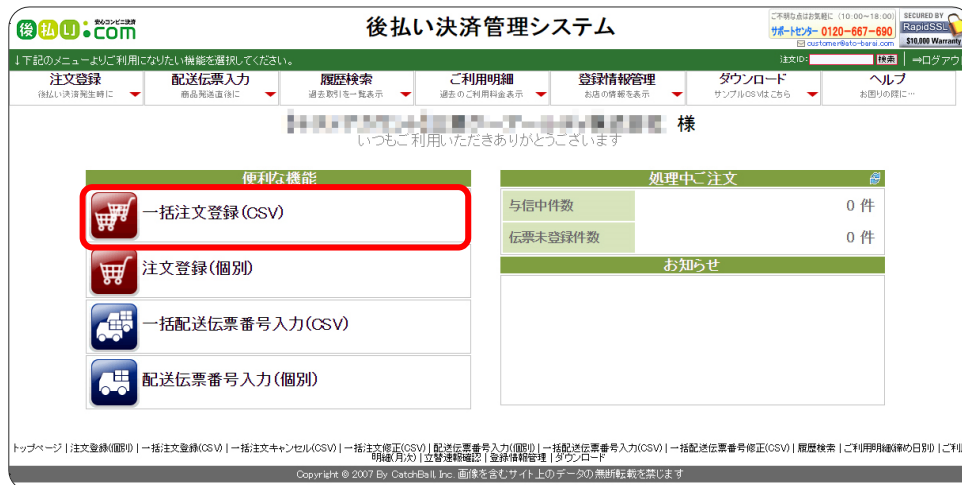 後払い.com
後払い決済管理システム
ご不明な点はお気軽に (10:00~18:00)
サポートセンター 0120-667-690
customer@ato-barai.com
SECURED BY
RapidSSL
$10,000 Warranty
↓下記のメニューよりご利用になりたい機能を選択してください。
注文ID:
検索
⇒ログアウ
注文登録
後払い決済発生時に
配送伝票入力
商品発送直後に
履歴検索
過去取引を一覧表示
ご利用明細
過去のご利用料金表示
登録情報管理
お店の情報を表示
ダウンロード
サンプルCSVはこちら
ヘルプ
お困りの際に…
様
いつもご利用いただきありがとうございます
便利な機能
一括注文登録(CSV)
注文登録(個別)
一括配送伝票番号入力(CSV)
配送伝票番号入力(個別)
処理中ご注文
与信中件数 0 件
伝票未登録件数 0 件
お知らせ
トップページ | 注文登録(個別) | 一括注文登録(CSV) | 一括注文キャンセル(CSV) | 一括注文修正(CSV) | 配送伝票番号入力(個別) | 一括配送伝票番号入力(CSV) | 一括配送伝票番号修正(CSV) | 履歴検索 | ご利用明細(締め日別) | ご利
明細(月次) | 立替速報確認 | 登録情報管理 | ダウンロード
Copyright © 2007 By CatchBall, Inc. 画像を含むサイト上のデータの無断転載を禁じます